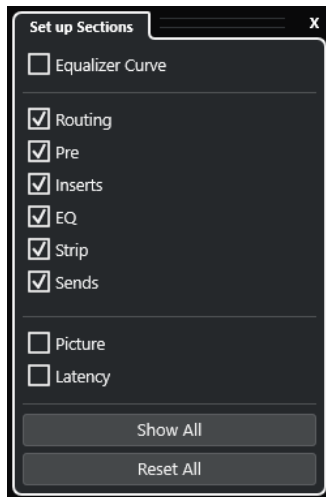 Set up Sections
X
Equalizer Curve
Routing
Pre
Inserts
EQ
Strip
Sends
Picture
Latency
Show All
Reset All